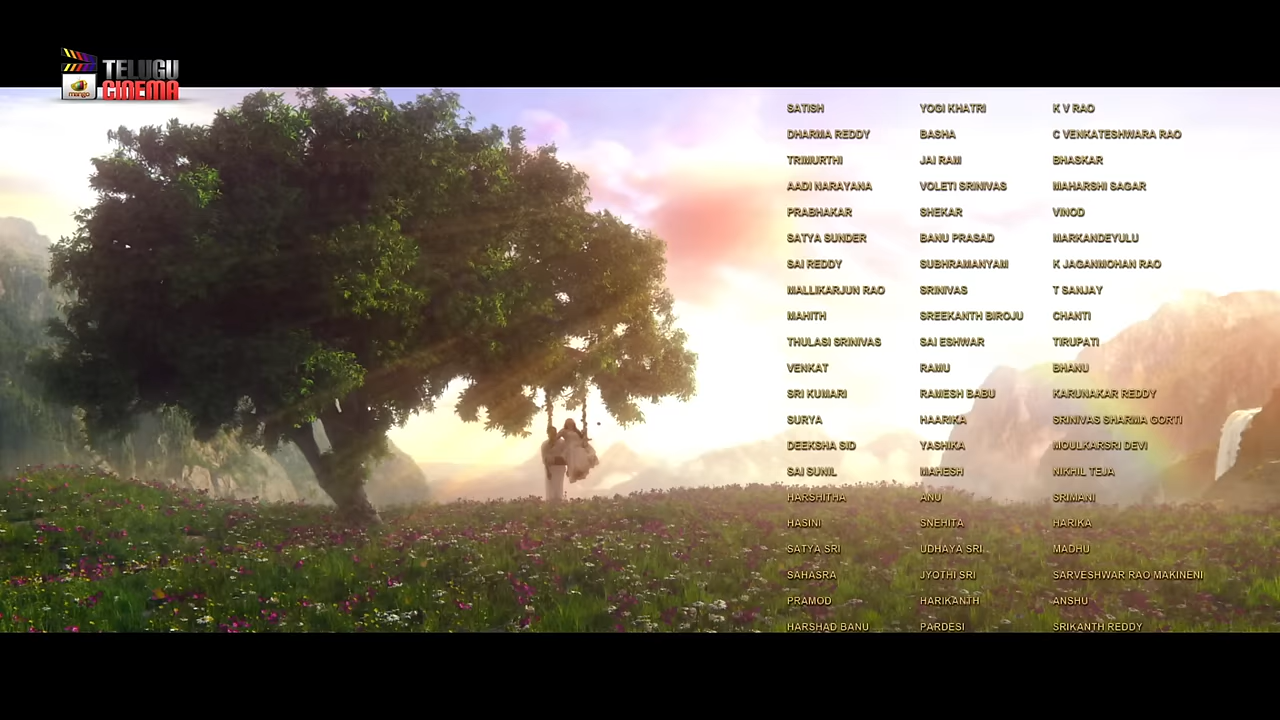 TELUGU
CINEMA
mango
SATISH YOGI KHATRI K V RAO
DHARMA REDDY BASHA C VENKATESHWARA RAO
TRIMURTHI JAI RAM BHASKAR
AADI NARAYANA VOLETI SRINIVAS MAHARSHI SAGAR
PRABHAKAR SHEKAR VINOD
SATYA SUNDER BANU PRASAD MARKANDEYULU
SAI REDDY SUBHRAMANYAM K JAGANMOHAN RAO
MALLIKARJUN RAO SRINIVAS T SANJAY
MAHITH SREEKANTH BIROJU CHANTI
THULASI SRINIVAS SAI ESHWAR TIRUPATI
VENKAT RAMU BHANU
SRI KUMARI RAMESH BABU KARUNAKAR REDDY
SURYA HAARIKA SRINIVAS SHARMA GORTI
DEEKSHA SID YASHIKA MOULKARSRI DEVI
SAI SUNIL MAHESH NIKHIL TEJA
HARSHITHA ANU SRIMANI
HASINI SNEHITA HARIKA
SATYA SRI UDHAYA SRI MADHU
SAHASRA JYOTHI SRI SARVESHWAR RAO MAKINENI
PRAMOD HARIKANTH ANSHU
HARSHAD BANU PARDESI SRIKANTH REDDY